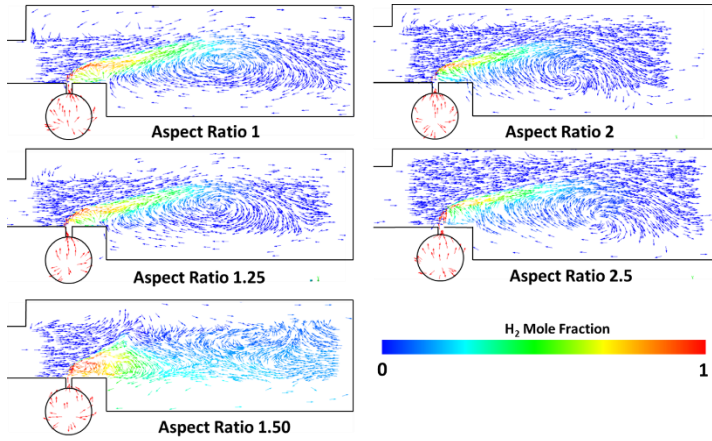 Aspect Ratio 1
Aspect Ratio 2
Aspect Ratio 1.25
Aspect Ratio 2.5
Aspect Ratio 1.50
H₂ Mole Fraction
0 1